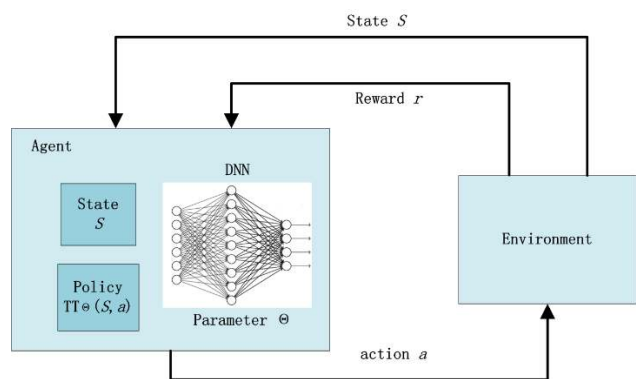 State S
Reward r
Agent
DNN
State
S
Environment
Policy
TTΘ(S, a)
Parameter Θ
action a